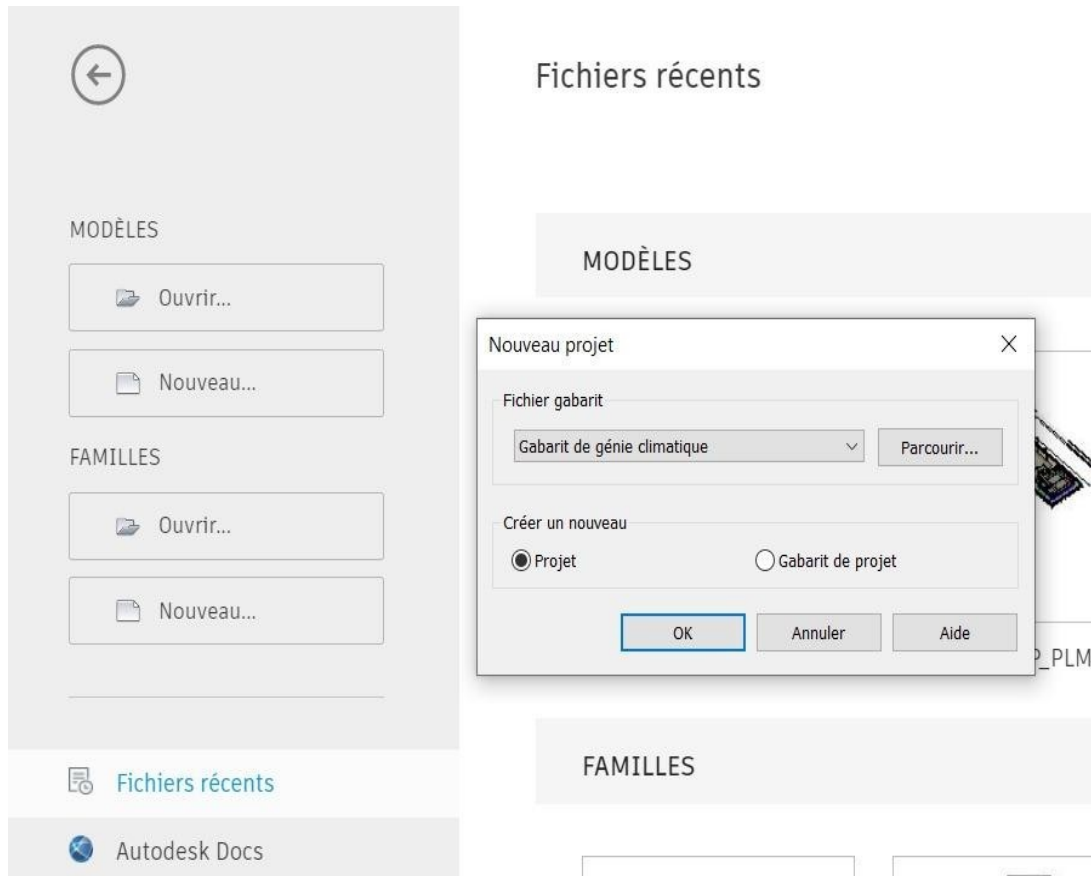 Fichiers récents
MODÈLES
Ouvrir...
Nouveau...
FAMILLES
Ouvrir...
Nouveau...
Fichiers récents
Autodesk Docs
MODÈLES
Nouveau projet
Fichier gabarit
Gabarit de génie climatique
Parcourir...
Créer un nouveau
Projet
Gabarit de projet
OK
Annuler
Aide
P_PLM
FAMILLES